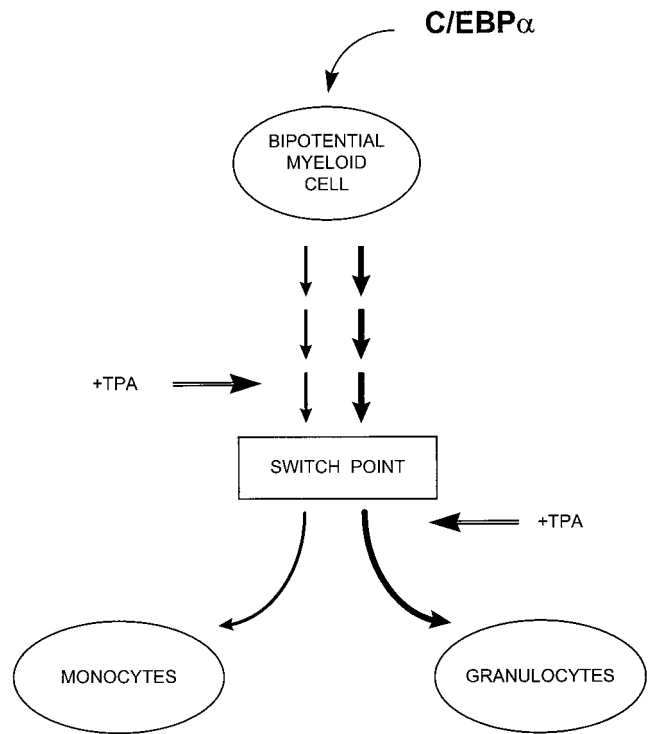 C/EBPα
BIPOTENTIAL
MYELOID
CELL
+TPA
SWITCH POINT
+TPA
MONOCYTES
GRANULOCYTES